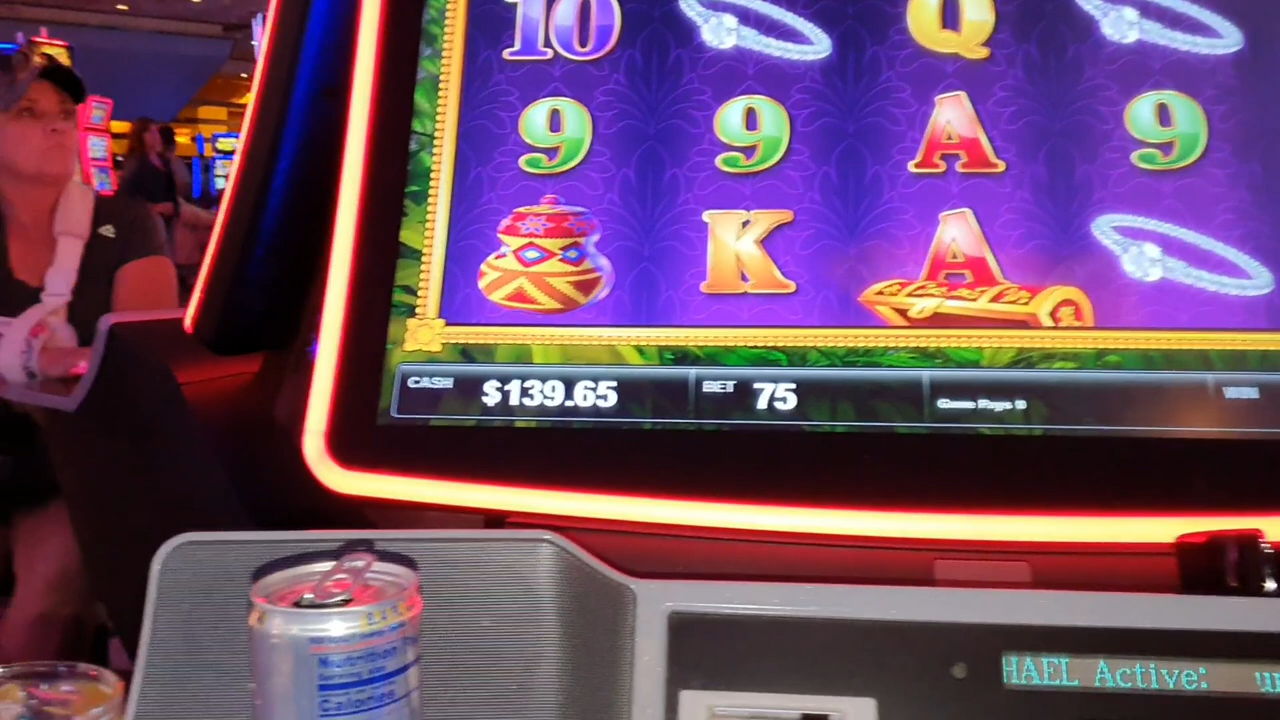 10 Q
9 9 A 9
K A
CASH $139.65 BET 75
Nutrition
Calories
HAEL Active: